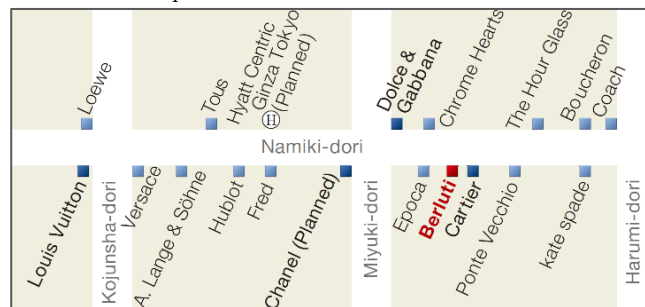 Loewe
Tous
Hyatt Centric
Ginza Tokyo
(Planned)
H
Dolce &
Gabbana
Chrome Hearts
The Hour Glass
Boucheron
Coach
Namiki-dori
Louis Vuitton
Kojunsha-dori
Versace
A. Lange & Söhne
Hublot
Fred
Chanel (Planned)
Miyuki-dori
Epoca
Berluti
Cartier
Ponte Vecchio
kate spade
Harumi-dori